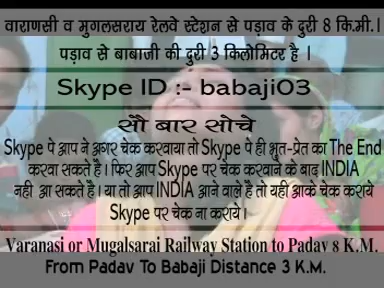 वाराणसी व मुगलसराय रेलवे स्टेशन से पड़ाव के दुरी 8 कि.मी.।
पड़ाव से बाबाजी की दुरी 3 किलोमिटर है ।
Skype ID :- babaji03
सौ बार सोचे
Skype पे आप ने अगर चेक करवाया तो Skype पे ही भुत-प्रेत का The End
करवा सकते है। फिर आप Skype पर चेक करवाने के बाद INDIA
नही आ सकते है। या तो आप INDIA आने वाले है तो यहीं आके चेक कराये
Skype पर चेक ना कराये।
Varanasi or Mugalsarai Railway Station to Padav 8 K.M.
From Padav To Babaji Distance 3 K.M.